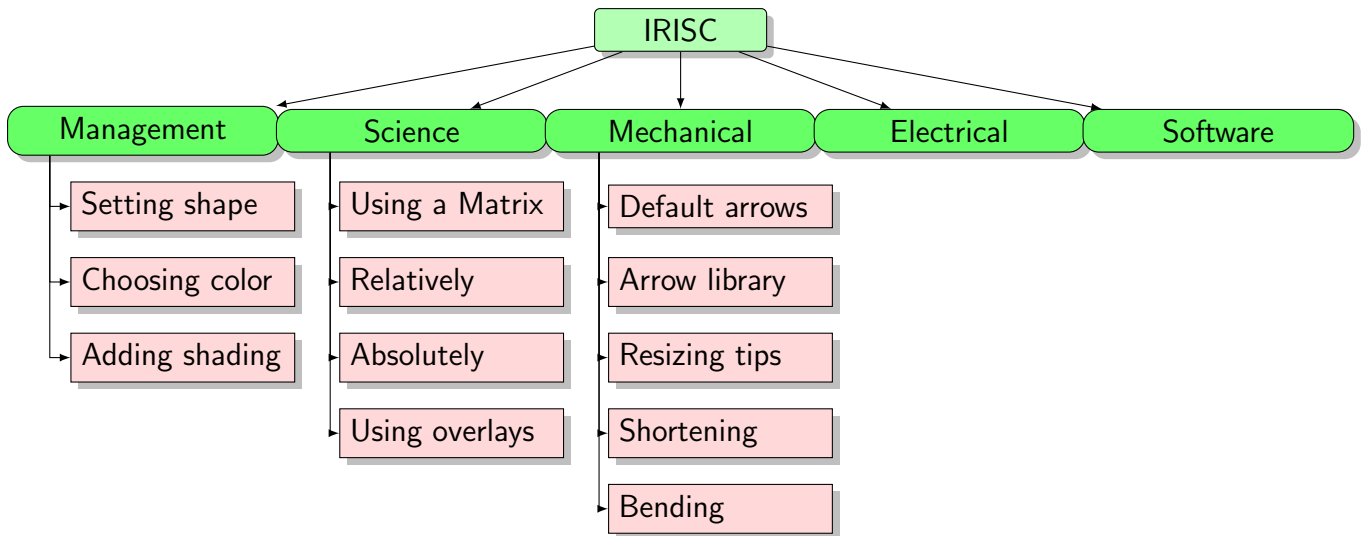 IRISC
Management
Science
Mechanical
Electrical
Software
Setting shape
Choosing color
Adding shading
Using a Matrix
Relatively
Absolutely
Using overlays
Default arrows
Arrow library
Resizing tips
Shortening
Bending